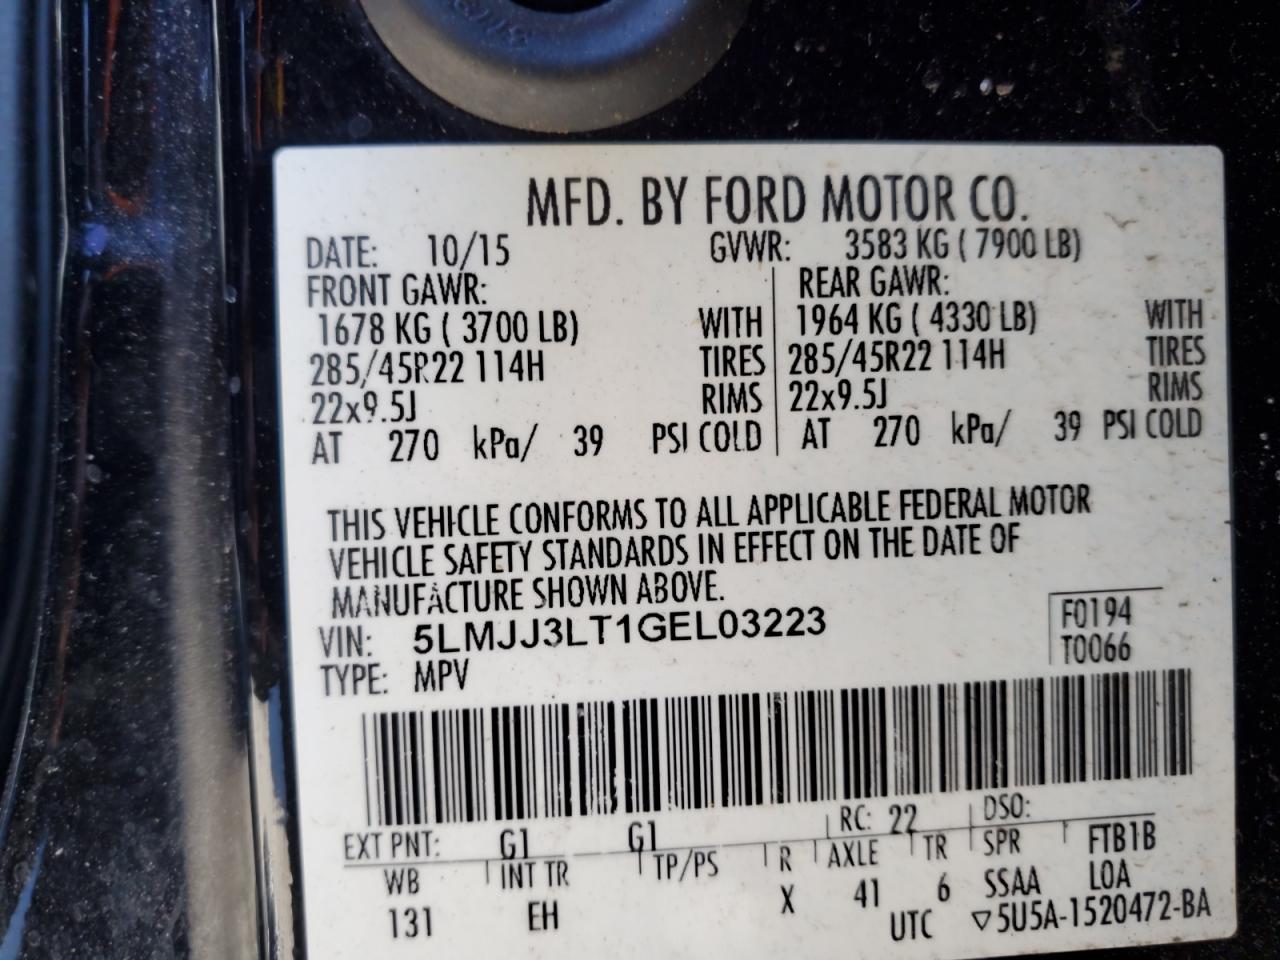 MFD. BY FORD MOTOR CO.
DATE: 10/15 GVWR: 3583 KG ( 7900 LB)
FRONT GAWR: REAR GAWR:
1678 KG ( 3700 LB) WITH 1964 KG ( 4330 LB) WITH
285/45R22 114H TIRES 285/45R22 114H TIRES
22x9.5J RIMS 22x9.5J RIMS
AT 270 kPa/ 39 PSI COLD AT 270 kPa/ 39 PSI COLD
THIS VEHICLE CONFORMS TO ALL APPLICABLE FEDERAL MOTOR
VEHICLE SAFETY STANDARDS IN EFFECT ON THE DATE OF
MANUFACTURE SHOWN ABOVE.
VIN: 5LMJJ3LT1GEL03223 F0194
TYPE: MPV T0066
EXT PNT: G1 G1 RC: 22 DSO:
WB INT TR TP/PS R AXLE TR SPR FTB1B
131 EH X 41 6 SSAA LOA
UTC ▽5U5A-1520472-BA